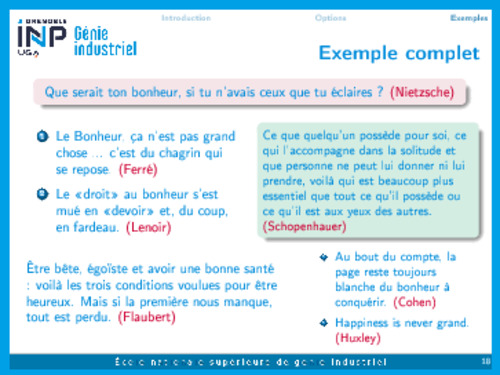 Introduction
Options
Exemples
GRENOBLE
INP
UGA
Génie
industriel
Exemple complet
Que serait ton bonheur, si tu n'avais ceux que tu éclaires ? (Nietzsche)
1 Le Bonheur, ça n'est pas grand
chose ... c'est du chagrin qui
se repose. (Ferré)
2 Le «droit» au bonheur s'est
mué en «devoir» et, du coup,
en fardeau. (Lenoir)
Être bête, égoïste et avoir une bonne santé
: voilà les trois conditions voulues pour être
heureux. Mais si la première nous manque,
tout est perdu. (Flaubert)
Ce que quelqu'un possède pour soi, ce
qui l'accompagne dans la solitude et
que personne ne peut lui donner ni lui
prendre, voilà qui est beaucoup plus
essentiel que tout ce qu'il possède ou
ce qu'il est aux yeux des autres.
(Schopenhauer)
Au bout du compte, la
page reste toujours
blanche du bonheur à
conquérir. (Cohen)
Happiness is never grand.
(Huxley)
École nationale supérieure de génie industriel
18